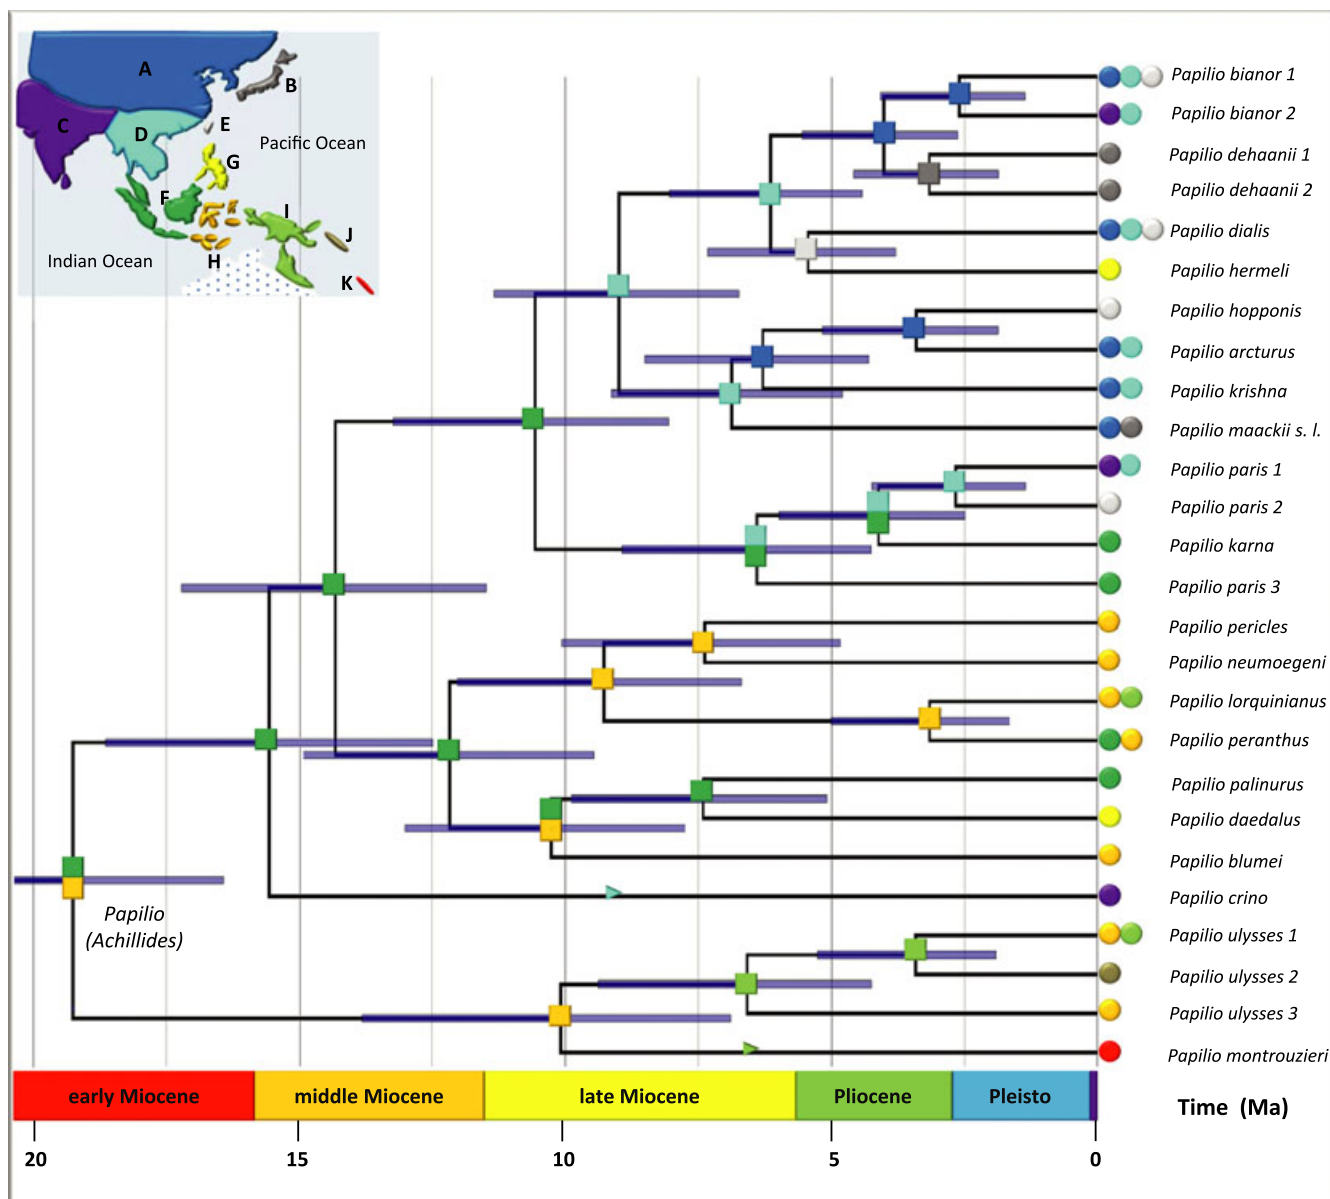 A
B
C
D
E
Pacific Ocean
G
F
I
J
Indian Ocean
H
K
Papilio bianor 1
Papilio bianor 2
Papilio dehaanii 1
Papilio dehaanii 2
Papilio dialis
Papilio hermeli
Papilio hopponis
Papilio arcturus
Papilio krishna
Papilio maackii s. l.
Papilio paris 1
Papilio paris 2
Papilio karna
Papilio paris 3
Papilio pericles
Papilio neumoegeni
Papilio lorquinianus
Papilio peranthus
Papilio palinurus
Papilio daedalus
Papilio blumei
Papilio crino
Papilio
(Achillides)
Papilio ulysses 1
Papilio ulysses 2
Papilio ulysses 3
Papilio montrouzieri
early Miocene
middle Miocene
late Miocene
Pliocene
Pleisto
Time (Ma)
20
15
10
5
0